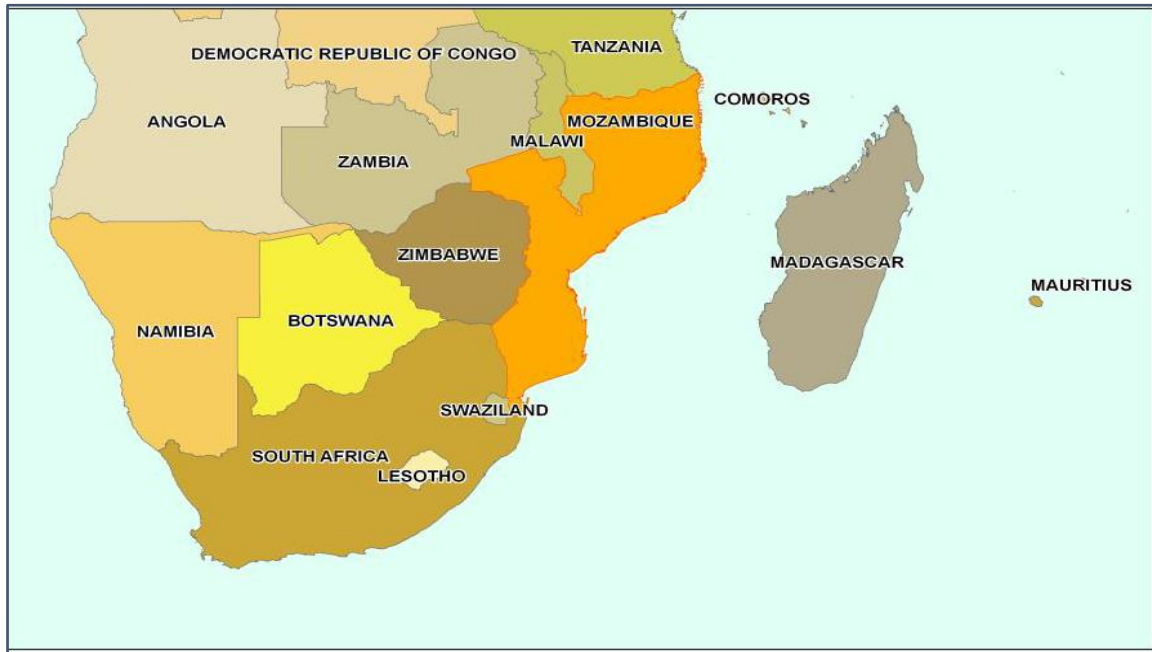 TANZANIA
DEMOCRATIC REPUBLIC OF CONGO
COMOROS
ANGOLA
MOZAMBIQUE
MALAWI
ZAMBIA
ZIMBABWE
MADAGASCAR
MAURITIUS
BOTSWANA
NAMIBIA
SWAZILAND
SOUTH AFRICA
LESOTHO